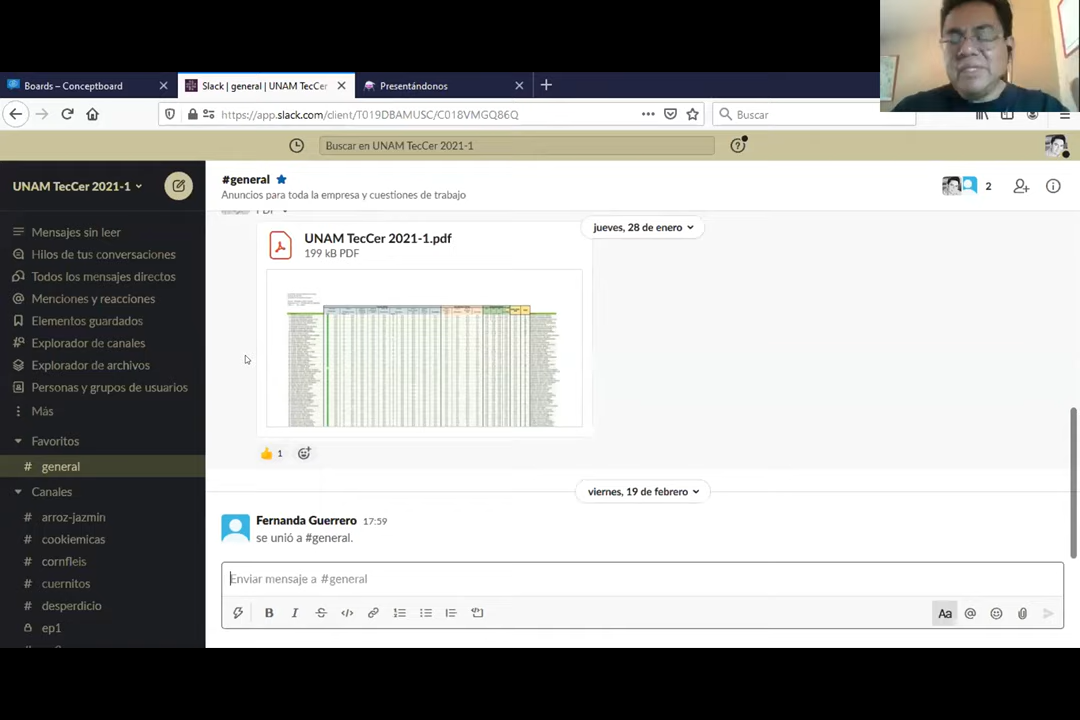 Boards – Conceptboard
Slack | general | UNAM TecCer
Presentándonos
https://app.slack.com/client/T019DBAMUSC/C018VMGQ86Q
Buscar
Buscar en UNAM TecCer 2021-1
UNAM TecCer 2021-1
Mensajes sin leer
Hilos de tus conversaciones
Todos los mensajes directos
Menciones y reacciones
Elementos guardados
Explorador de canales
Explorador de archivos
Personas y grupos de usuarios
Más
Favoritos
# general
Canales
# arroz-jazmin
# cookiemicas
# cornfleis
# cuernitos
# desperdicio
ep1
#general
Anuncios para toda la empresa y cuestiones de trabajo
2
PDF
jueves, 28 de enero
UNAM TecCer 2021-1.pdf
199 kB PDF
1
viernes, 19 de febrero
Fernanda Guerrero 17:59
se unió a #general.
Enviar mensaje a #general
B I S </> Aa @